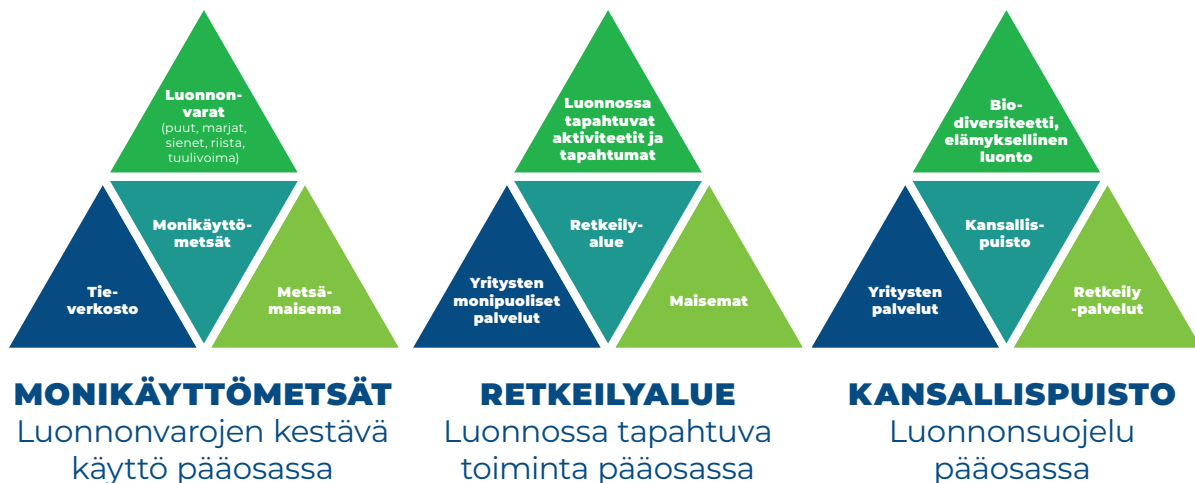 Luonnon-
varat
(puut, marjat,
sienet, riista,
tuulivoima)
Monikäyttö-
metsät
Tie-
verkosto
Metsä-
maisema
MONIKÄYTTÖMETSÄT
Luonnonvarojen kestävä
käyttö pääosassa
Luonnossa
tapahtuvat
aktiviteetit ja
tapahtumat
Retkeily-
alue
Yritysten
monipuoliset
palvelut
Maisemat
RETKEILYALUE
Luonnossa tapahtuva
toiminta pääosassa
Bio-
diversiteetti,
elämyksellinen
luonto
Kansallis-
puisto
Yritysten
palvelut
Retkeily
-palvelut
KANSALLISPUISTO
Luonnonsuojelu
pääosassa